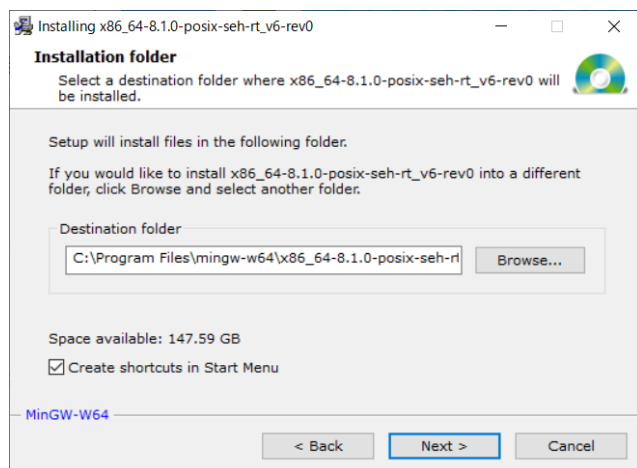 Installing x86_64-8.1.0-posix-seh-rt_v6-rev0
Installation folder
Select a destination folder where x86_64-8.1.0-posix-seh-rt_v6-rev0 will
be installed.
Setup will install files in the following folder.
If you would like to install x86_64-8.1.0-posix-seh-rt_v6-rev0 into a different
folder, click Browse and select another folder.
Destination folder
C:\Program Files\mingw-w64\x86_64-8.1.0-posix-seh-rt
Browse...
Space available: 147.59 GB
Create shortcuts in Start Menu
MinGW-W64
< Back
Next >
Cancel